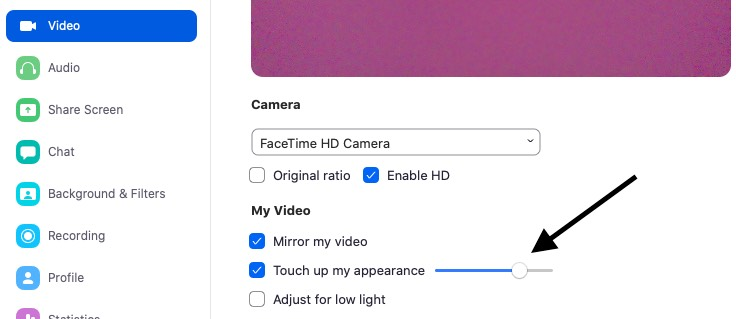 Video
Audio
Share Screen
Chat
Background & Filters
Recording
Profile
Statistics
Camera
FaceTime HD Camera
Original ratio
Enable HD
My Video
Mirror my video
Touch up my appearance
Adjust for low light